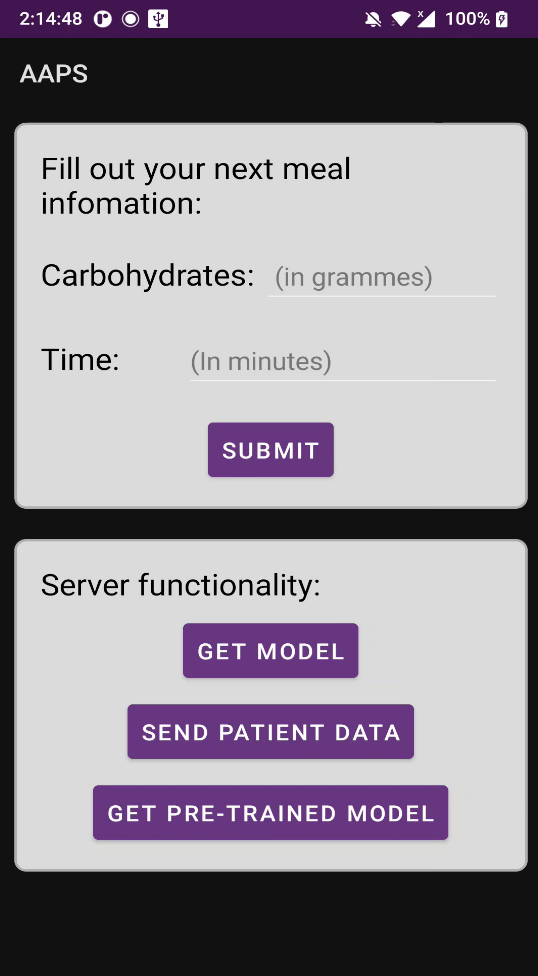 2:14:48 100%
AAPS
Fill out your next meal
infomation:
Carbohydrates: (in grammes)
Time: (In minutes)
SUBMIT
Server functionality:
GET MODEL
SEND PATIENT DATA
GET PRE-TRAINED MODEL